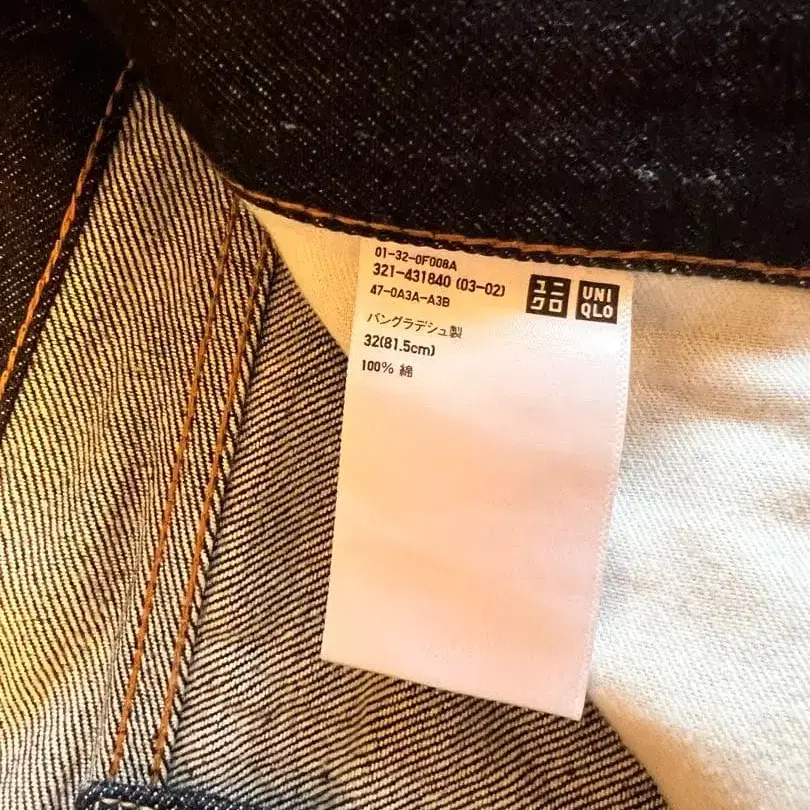 01-32-0F008A
321-431840 (03-02)
47-0A3A-A3B
バングラデシュ製
32(81.5cm)
100% 綿
ユニ
クロ
UNI
QLO